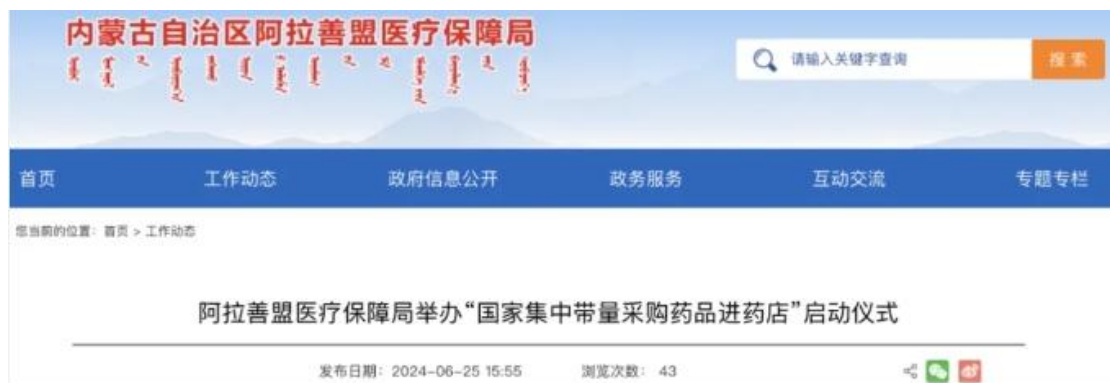 内蒙古自治区阿拉善盟医疗保障局
请输入关键字查询
搜索
首页 工作动态 政府信息公开 政务服务 互动交流 专题专栏
您当前的位置：首页 > 工作动态
阿拉善盟医疗保障局举办“国家集中带量采购药品进药店”启动仪式
发布日期：2024-06-25 15:55 浏览次数：43